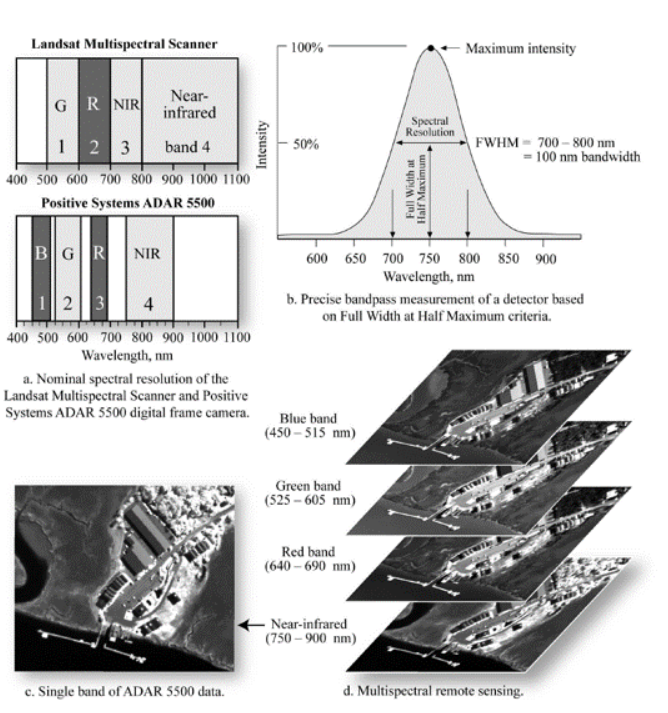 Landsat Multispectral Scanner
G R NIR Near-
infrared
1 2 3 band 4
400 500 600 700 800 900 1000 1100
Positive Systems ADAR 5500
B G R NIR
1 2 3 4
400 500 600 700 800 900 1000 1100
Wavelength, nm
a. Nominal spectral resolution of the
Landsat Multispectral Scanner and Positive
Systems ADAR 5500 digital frame camera.
100%
Maximum intensity
Intensity
Spectral
Resolution
50%
FWHM = 700 – 800 nm
= 100 nm bandwidth
Full Width at
Half Maximum
600 650 700 750 800 850 900
Wavelength, nm
b. Precise bandpass measurement of a detector based
on Full Width at Half Maximum criteria.
Blue band
(450 – 515 nm)
Green band
(525 – 605 nm)
Red band
(640 – 690 nm)
Near-infrared
(750 – 900 nm)
c. Single band of ADAR 5500 data.
d. Multispectral remote sensing.